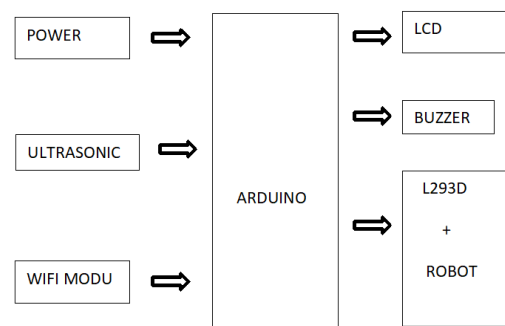 POWER
ULTRASONIC
WIFI MODU
ARDUINO
LCD
BUZZER
L293D
+
ROBOT